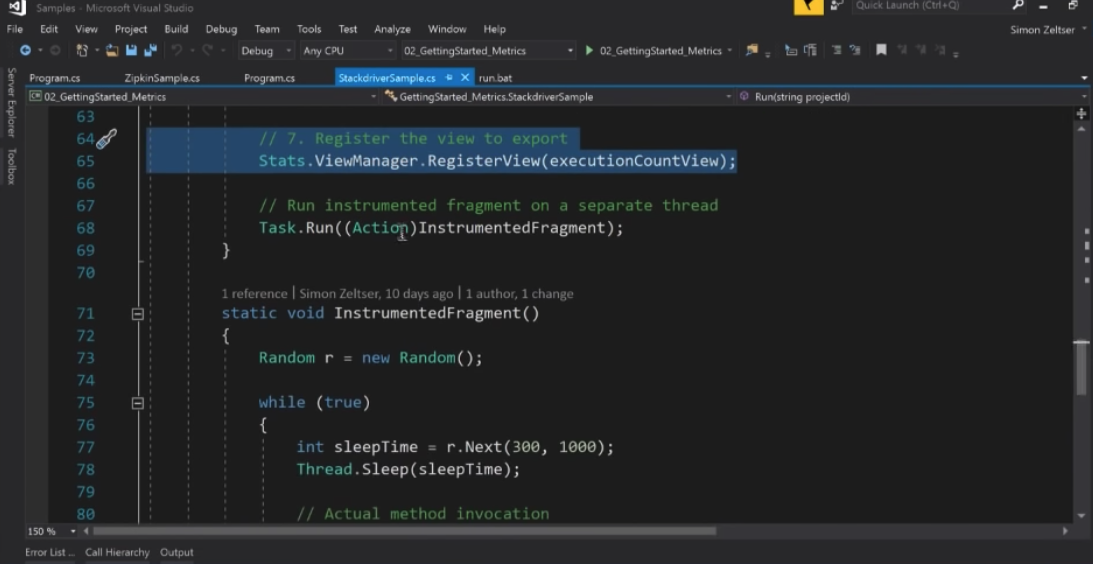 Samples - Microsoft Visual Studio
Quick Launch (Ctrl+Q)
File Edit View Project Build Debug Team Tools Test Analyze Window Help
Simon Zeltser
Debug Any CPU 02_GettingStarted_Metrics 02_GettingStarted_Metrics
Server Explorer
Toolbox
Program.cs ZipkinSample.cs Program.cs StackdriverSample.cs run.bat
02_GettingStarted_Metrics GettingStarted_Metrics.StackdriverSample Run(string projectId)
63
64 // 7. Register the view to export
65 Stats.ViewManager.RegisterView(executionCountView);
66
67 // Run instrumented fragment on a separate thread
68 Task.Run((Action)InstrumentedFragment);
69 }
70
1 reference | Simon Zeltser, 10 days ago | 1 author, 1 change
71 static void InstrumentedFragment()
72 {
73 Random r = new Random();
74
75 while (true)
76 {
77 int sleepTime = r.Next(300, 1000);
78 Thread.Sleep(sleepTime);
79
80 // Actual method invocation
150 %
Error List ... Call Hierarchy Output